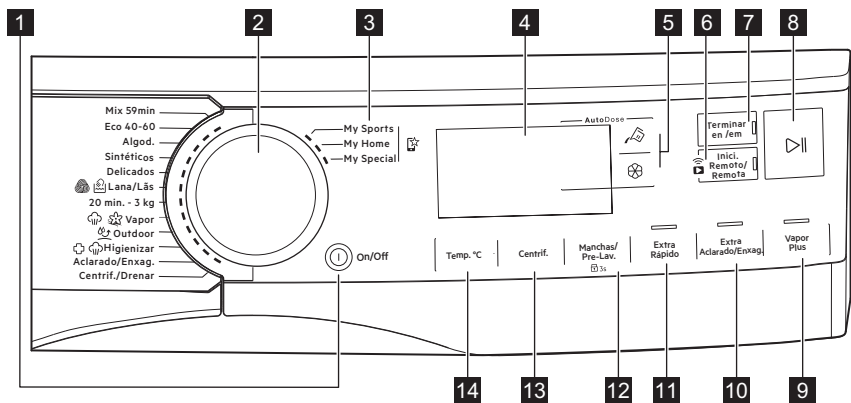 1
2
3
4
5
6
7
8
Mix 59min
Eco 40-60
Algod.
Sintéticos
Delicados
Lana/Lãs
20 min. - 3 kg
Vapor
Outdoor
Higienizar
Aclarado/Enxag.
Centrif./Drenar
My Sports
My Home
My Special
On/Off
AutoDose
Terminar
en /em
Inici.
Remoto/
Remota
Temp. °C
Centrif.
Manchas/
Pre-Lav.
3s
Extra
Rápido
Extra
Aclarado/Enxag.
Vapor
Plus
14
13
12
11
10
9